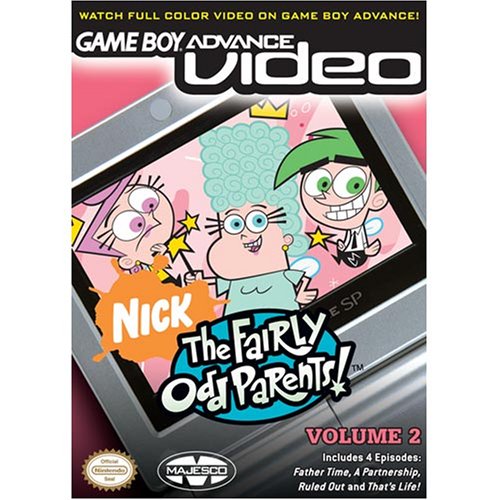 WATCH FULL COLOR VIDEO ON GAME BOY ADVANCE!
GAME BOY ADVANCE
Video
E SP
NICK
The FAiRLY
OddPARenTs!™
VOLUME 2
Includes 4 Episodes:
Father Time, A Partnership,
Ruled Out and That's Life!
Official
Nintendo
Seal
M
MAJESCO